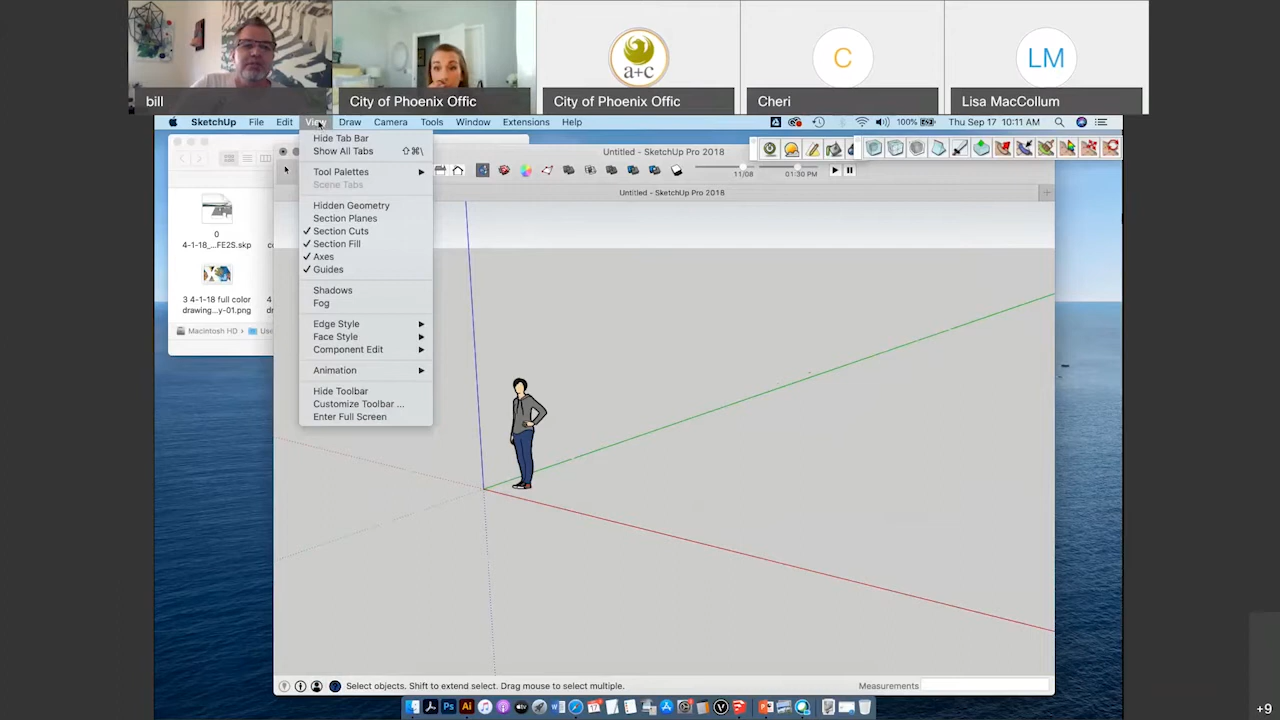 a+c
C
LM
bill
City of Phoenix Offic
City of Phoenix Offic
Cheri
Lisa MacCollum
SketchUp File Edit View Draw Camera Tools Window Extensions Help
100% Thu Sep 17 10:11 AM
Hide Tab Bar
Show All Tabs ⇧⌘\
Tool Palettes
Scene Tabs
Hidden Geometry
Section Planes
✓ Section Cuts
✓ Section Fill
✓ Axes
✓ Guides
Shadows
Fog
Edge Style
Face Style
Component Edit
Animation
Hide Toolbar
Customize Toolbar ...
Enter Full Screen
Untitled - SketchUp Pro 2018
11/08 01:30 PM
Untitled - SketchUp Pro 2018
0
4-1-18_...FE2S.skp
3 4-1-18 full color
drawing...y-01.png
Macintosh HD › Use
Select objects. Shift to extend select. Drag mouse to select multiple.
Measurements
+9